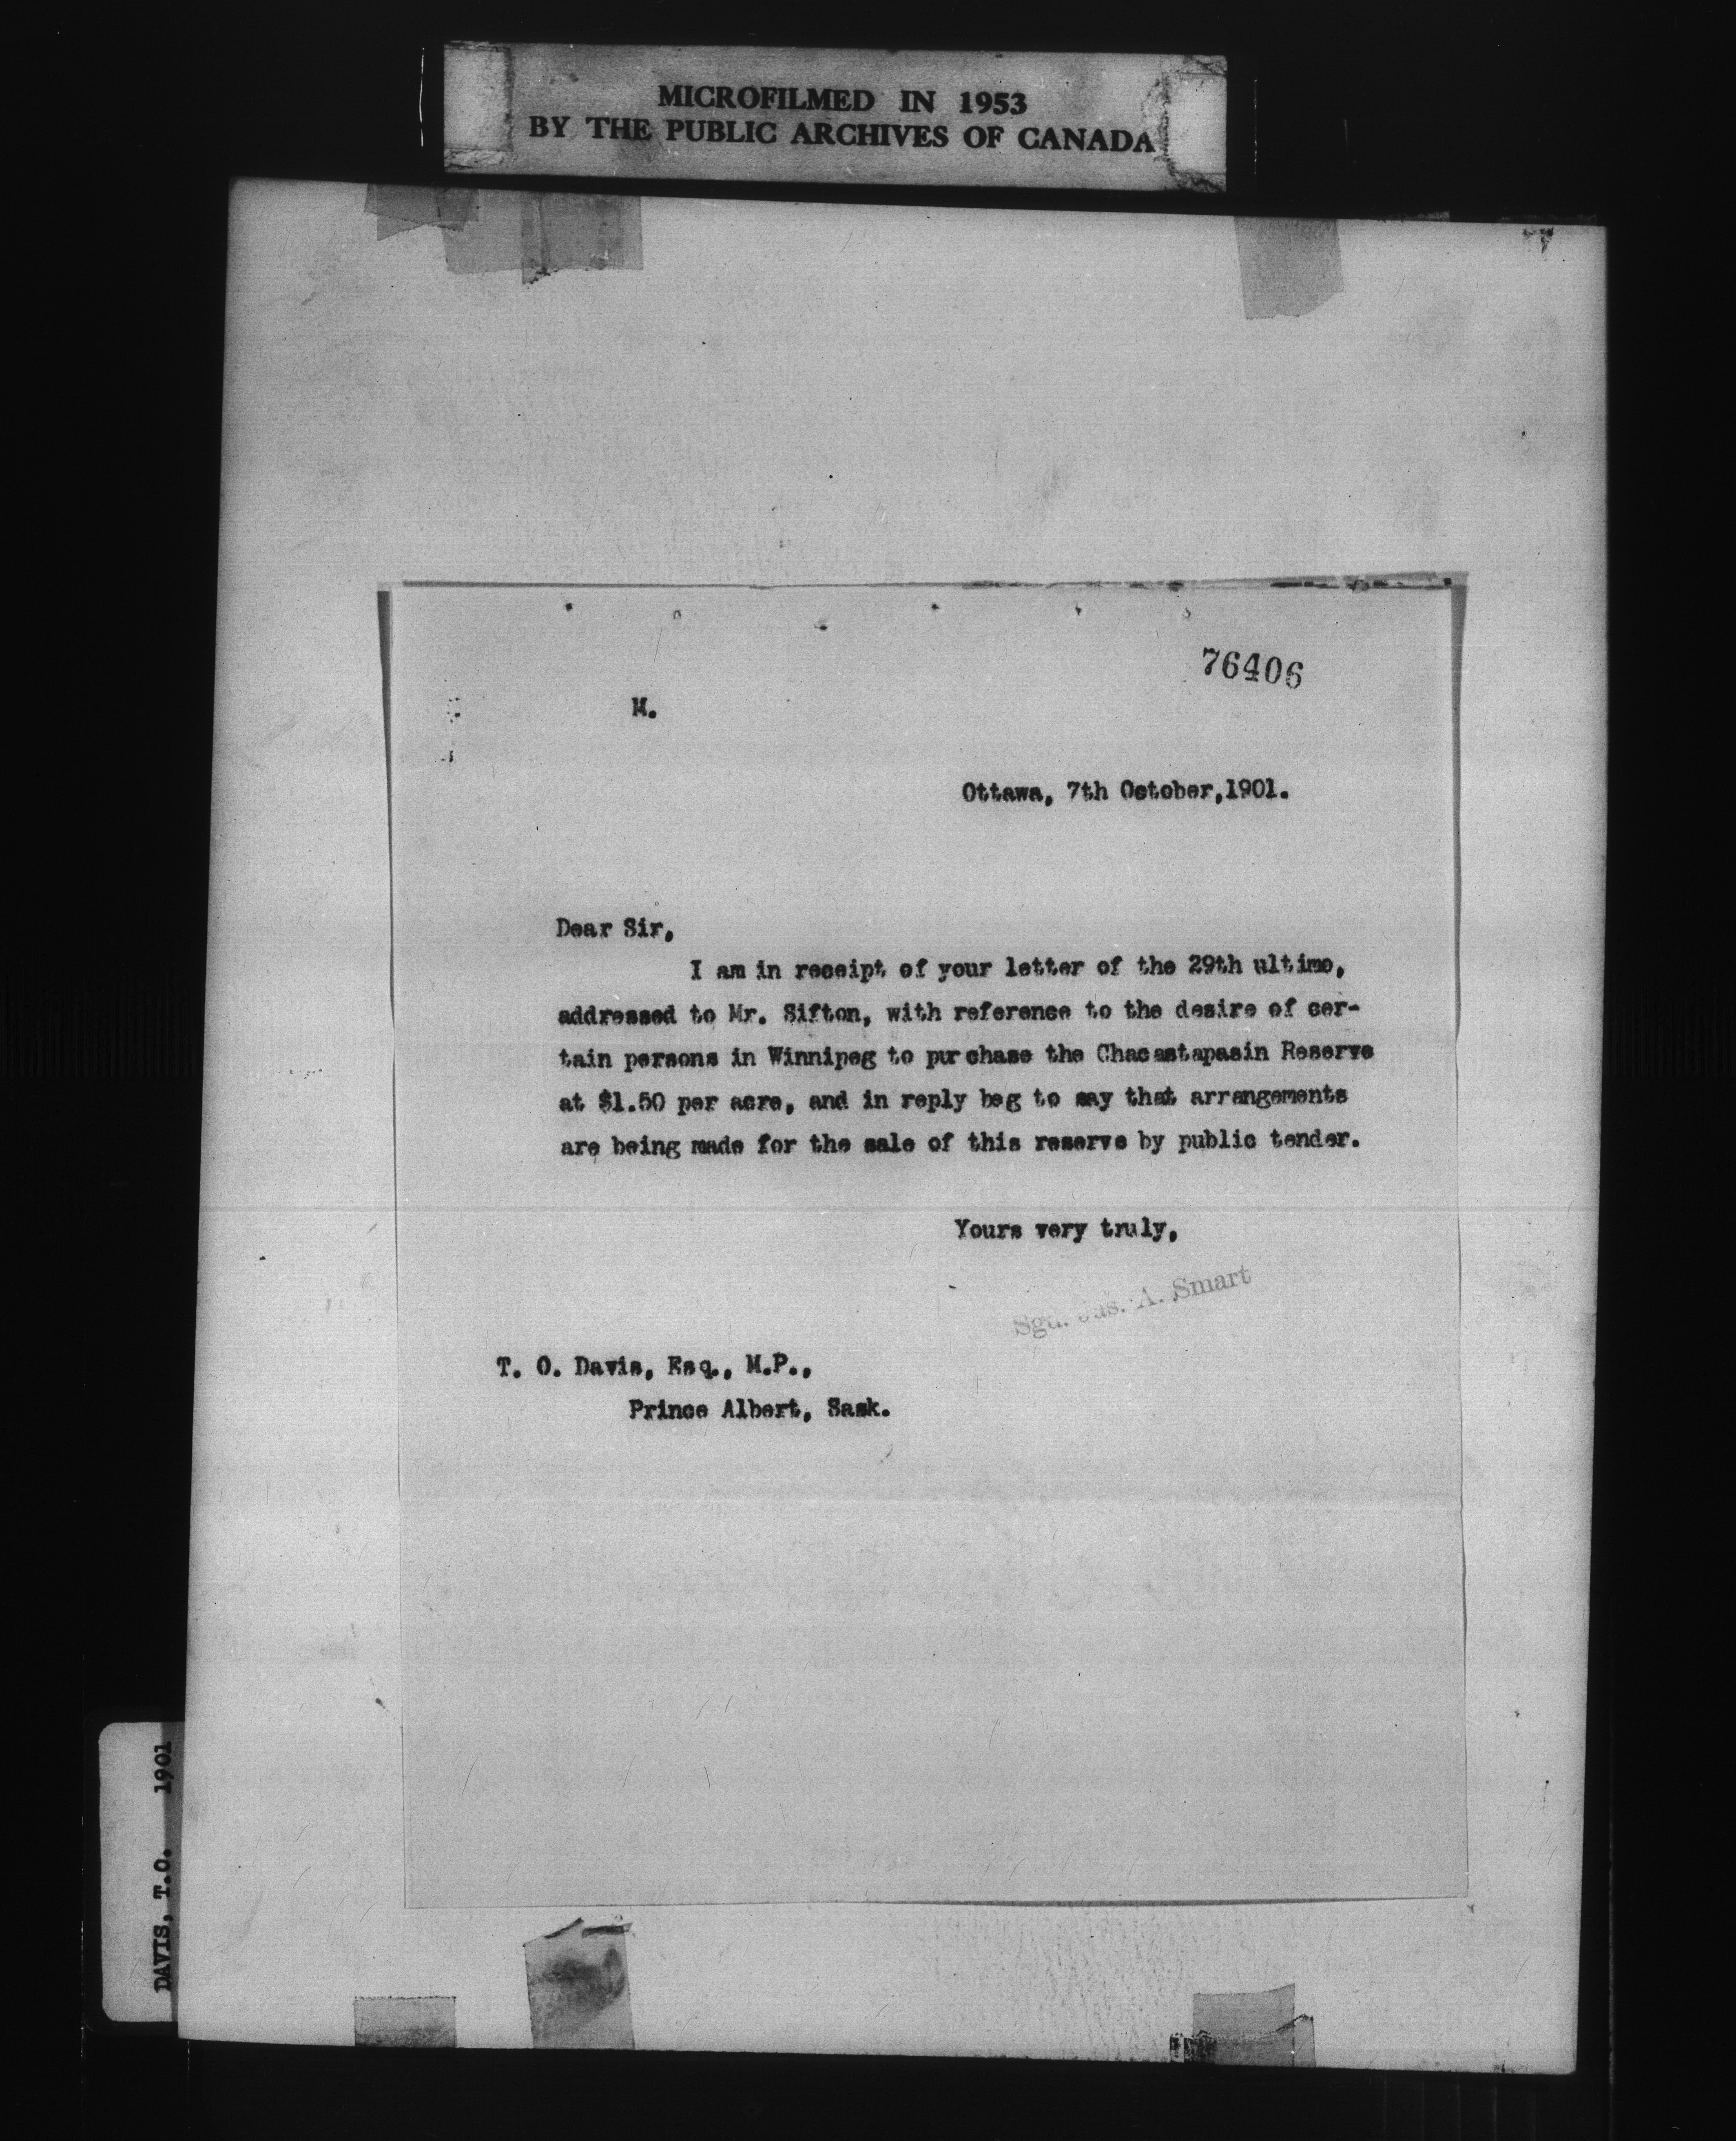 MICROFILMED IN 1953
BY THE PUBLIC ARCHIVES OF CANADA
76406
M.
Ottawa, 7th October,1901.
Dear Sir,
I am in receipt of your letter of the 29th ultimo,
addressed to Mr. Sifton, with reference to the desire of cer-
tain persons in Winnipeg to purchase the Chacastapasin Reserve
at $1.50 per acre, and in reply beg to say that arrangements
are being made for the sale of this reserve by public tender.
Yours very truly,
Sgd. Jas. A. Smart
T. O. Davis, Esq., M.P.,
Prince Albert, Sask.
DAVIS, T.O. 1901